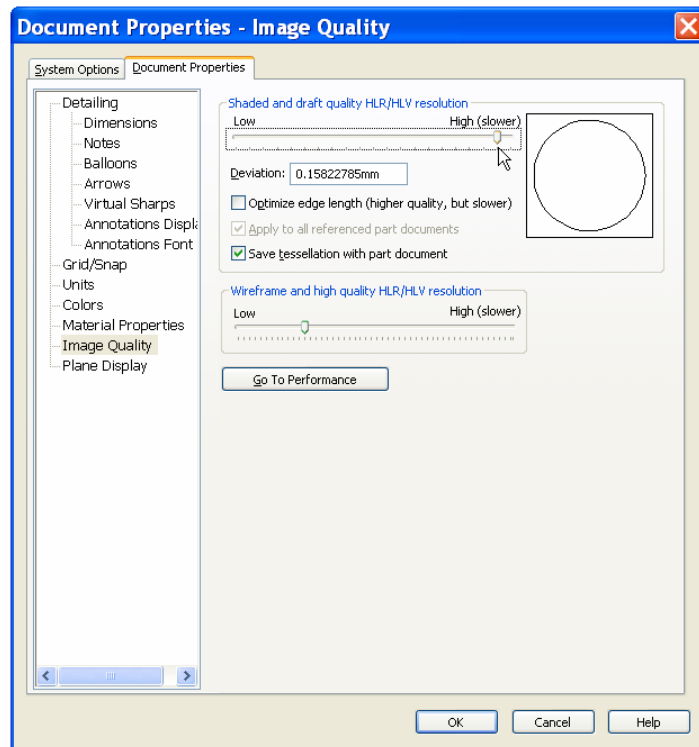 Document Properties - Image Quality
System Options Document Properties
Detailing
Dimensions
Notes
Balloons
Arrows
Virtual Sharps
Annotations Displa
Annotations Font
Grid/Snap
Units
Colors
Material Properties
Image Quality
Plane Display
Shaded and draft quality HLR/HLV resolution
Low High (slower)
Deviation: 0.15822785mm
Optimize edge length (higher quality, but slower)
Apply to all referenced part documents
Save tessellation with part document
Wireframe and high quality HLR/HLV resolution
Low High (slower)
Go To Performance
OK Cancel Help